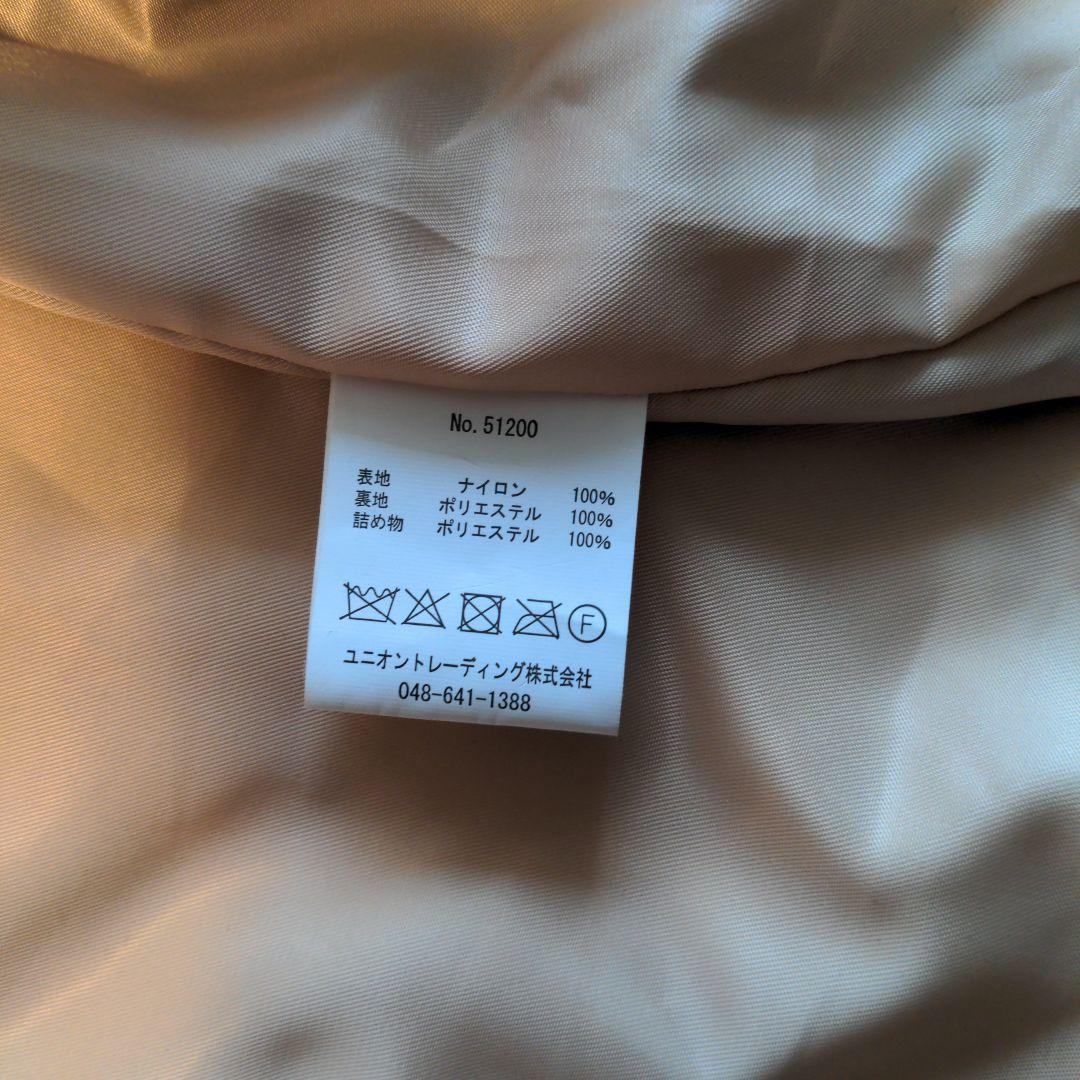 No. 51200
表地 ナイロン 100%
裏地 ポリエステル 100%
詰め物 ポリエステル 100%
F
ユニオントレーディング株式会社
048-641-1388